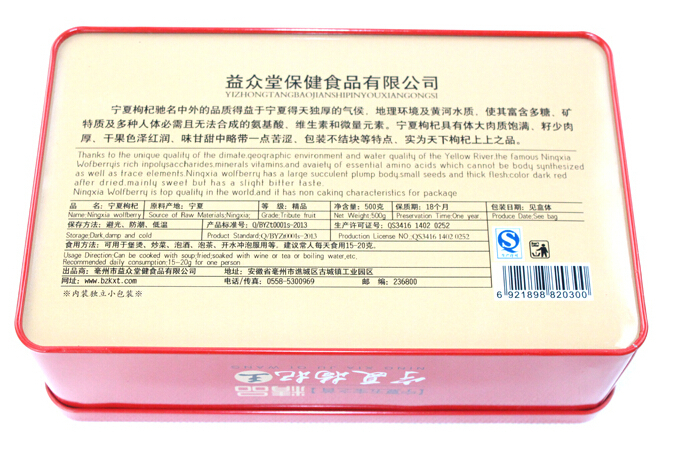 益众堂保健食品有限公司
YIZHONGTANGBAOJIANSHIPINYOUXIANGONGSI
宁夏枸杞驰名中外的品质得益于宁夏得天独厚的气侯、地理环境及黄河水质、使其富含多糖、矿
特质及多种人体必需且无法合成的氨基酸、维生素和微量元素。宁夏枸杞具有体大肉质饱满、籽少肉
厚、干果色泽红润、味甘甜中略带一点苦涩、包装不结块等特点、实为天下枸杞上上之品。
Thanks to the unique quality of the dimate.geographic environment and water quality of the Yellow River,the famous Ningxia
Wolfberrys rich inpolysaccharides,minerals vitamins.and avaiety of essential amino acids which cannot be body synthesized
as well as trace elements.Ningxia wolfberry has a large succulent plump body,small seeds and thick flesh:color dark red
after dried.mainly sweet but has a slight bitter taste.
Ningxia Wolfberry is top quality in the world.and it has non caking characteristics for package
品 名:宁夏枸杞 原料产地:宁夏 等 级:精品 净含量:500克 保质期:18个月 包装日期:见盒体
Name:Ningxia wolfberry Source of Raw Materials:Ningxia; Grade:Tribute fruit Net Weight:500g Preservation Time:One year. Produce Date:See bag.
保存方法:避光、防潮、低温 产品标准号:Q/BYZt0001s-2013 生产许可证号:QS3416 1402 0252
Storage:Dark,damp and cold Product Standard:Q/BYZt0001s-2013 Production License NO.:QS3416 1402 0252
食用方法:可用于煲烫、炒菜、泡酒、泡茶、开水冲泡服用等、建议常人每天食用15-20克。
Usage Direction:Can be cooked with soup;fried;soaked with wine or tea or boiling water,etc.
Recommended daily consumption:15-20g for one person
出品商:亳州市益众堂健食品有限公司 地址:安徽省亳州市谯城区古城镇工业园区
网址:www.bzkxt.com 电话/传真:0558-5300969 邮 编:236800
※内装独立小包装※
QS
6 921898 820300
精品 宁夏枸杞王